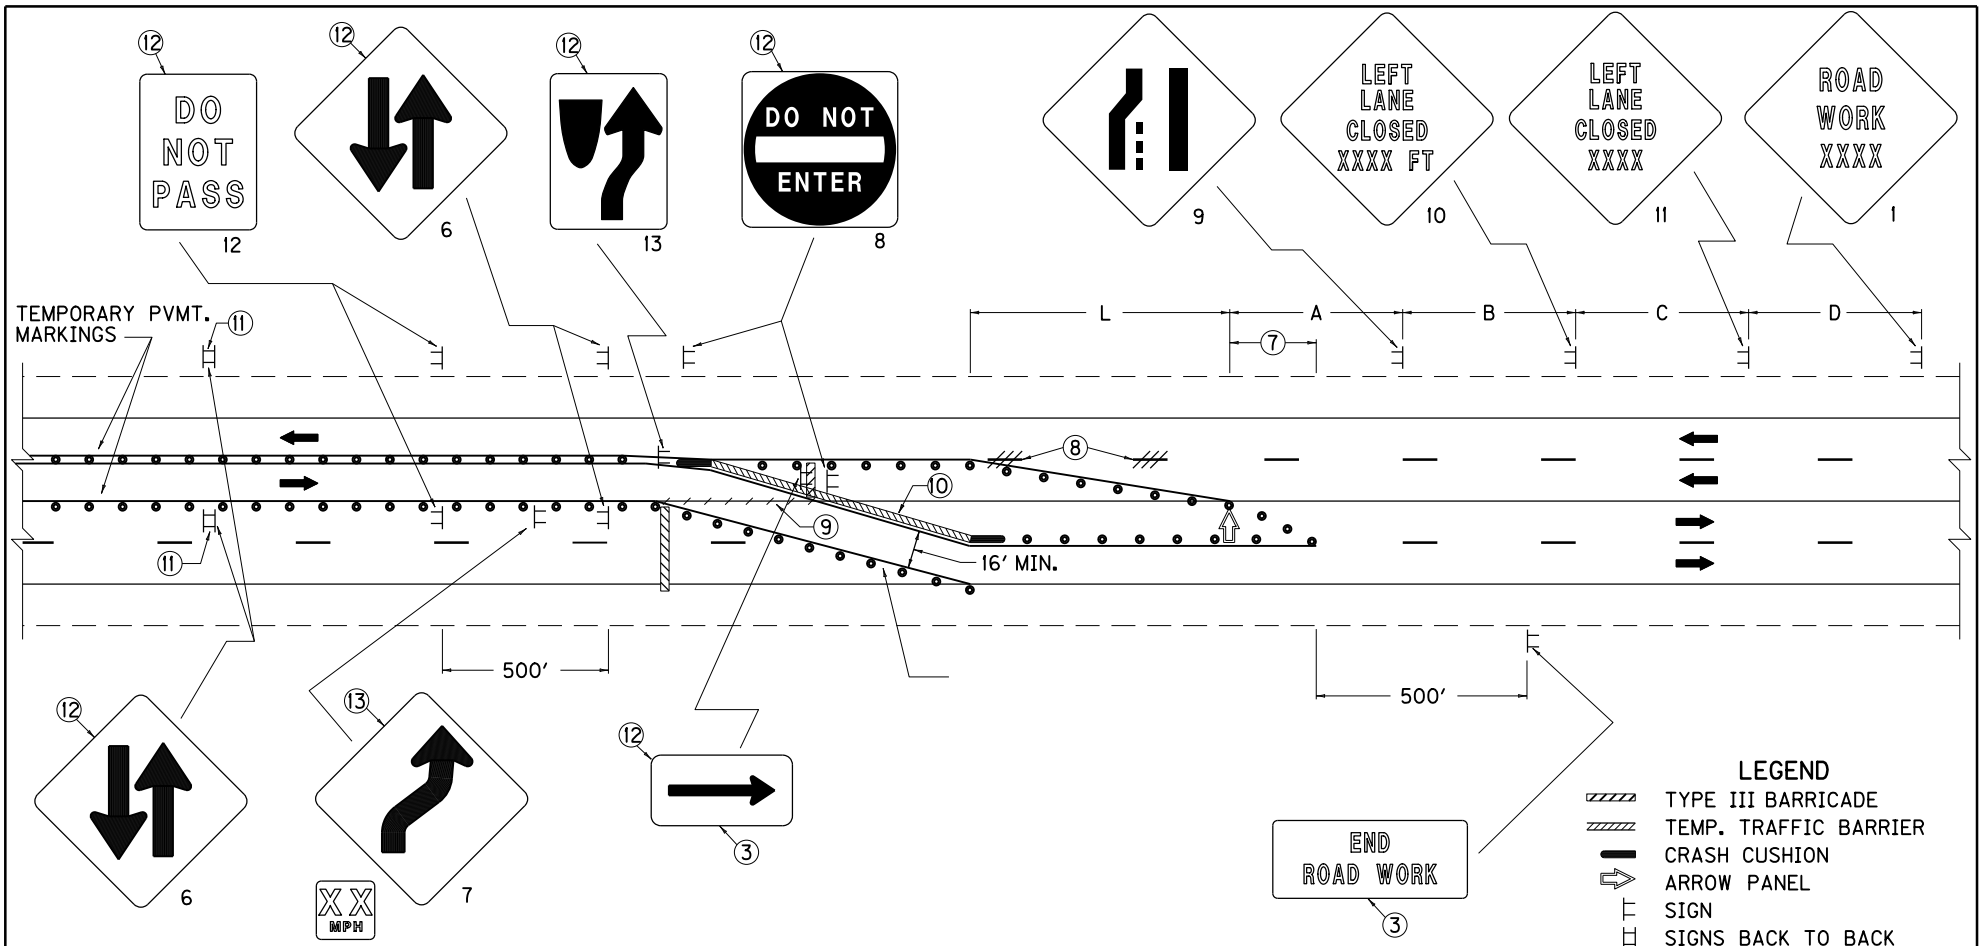 12
12
12
12
DO
NOT
PASS
12
6
13
DO NOT
ENTER
8
9
LEFT
LANE
CLOSED
XXXX FT
10
LEFT
LANE
CLOSED
XXXX
11
ROAD
WORK
XXXX
1
TEMPORARY PVMT.
MARKINGS
11
L
A
B
C
D
7
8
10
9
11
16' MIN.
500'
500'
12
6
13
7
XX
MPH
12
3
END
ROAD WORK
3
LEGEND
TYPE III BARRICADE
TEMP. TRAFFIC BARRIER
CRASH CUSHION
ARROW PANEL
SIGN
SIGNS BACK TO BACK